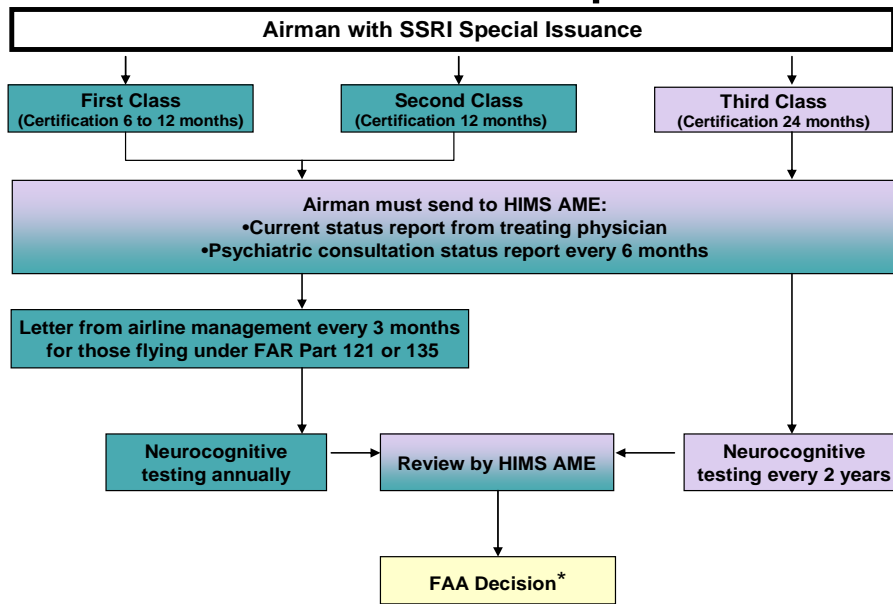 Airman with SSRI Special Issuance
First Class
(Certification 6 to 12 months)
Second Class
(Certification 12 months)
Third Class
(Certification 24 months)
Airman must send to HIMS AME:
•Current status report from treating physician
•Psychiatric consultation status report every 6 months
Letter from airline management every 3 months
for those flying under FAR Part 121 or 135
Neurocognitive
testing annually
Review by HIMS AME
Neurocognitive
testing every 2 years
FAA Decision*